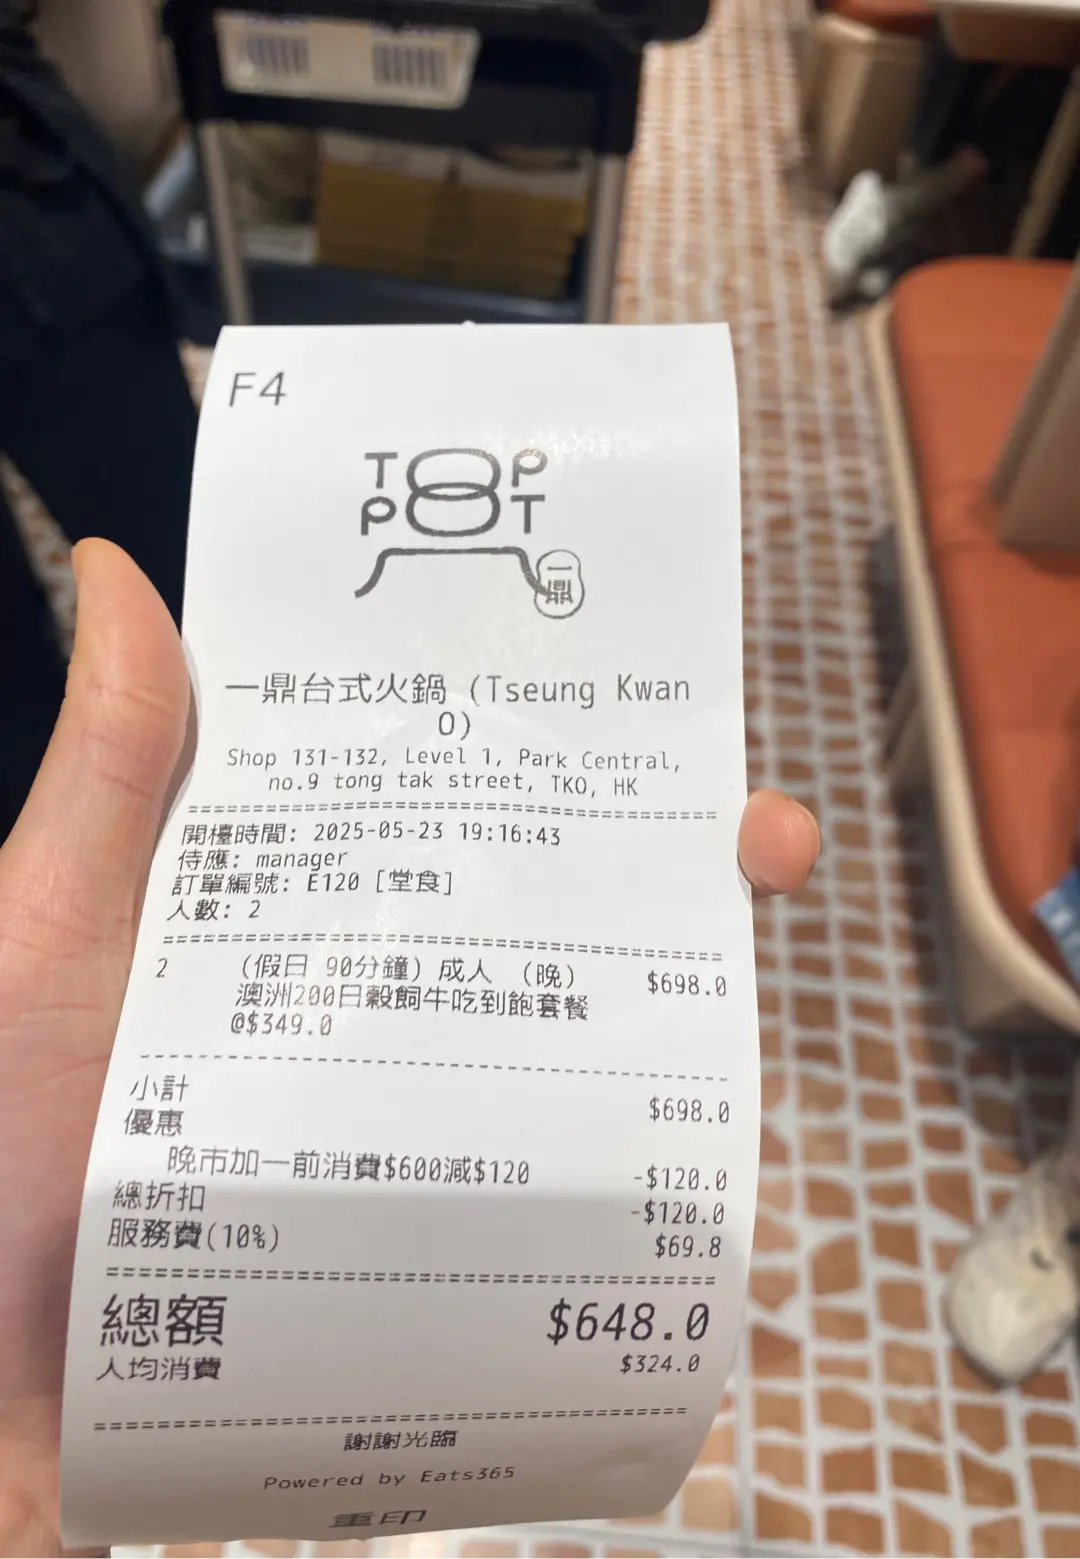 F4
TOP
POT
一鼎
一鼎台式火鍋 (Tseung Kwan
O)
Shop 131-132, Level 1, Park Central,
no.9 tong tak street, TKO, HK
開檯時間: 2025-05-23 19:16:43
侍應: manager
訂單編號: E120 [堂食]
人數: 2
2 (假日 90分鐘) 成人 (晚) $698.0
澳洲200日穀飼牛吃到飽套餐
@$349.0
小計 $698.0
優惠
晚市加一前消費$600減$120 -$120.0
總折扣 -$120.0
服務費(10%) $69.8
總額 $648.0
人均消費 $324.0
謝謝光臨
Powered by Eats365
重印